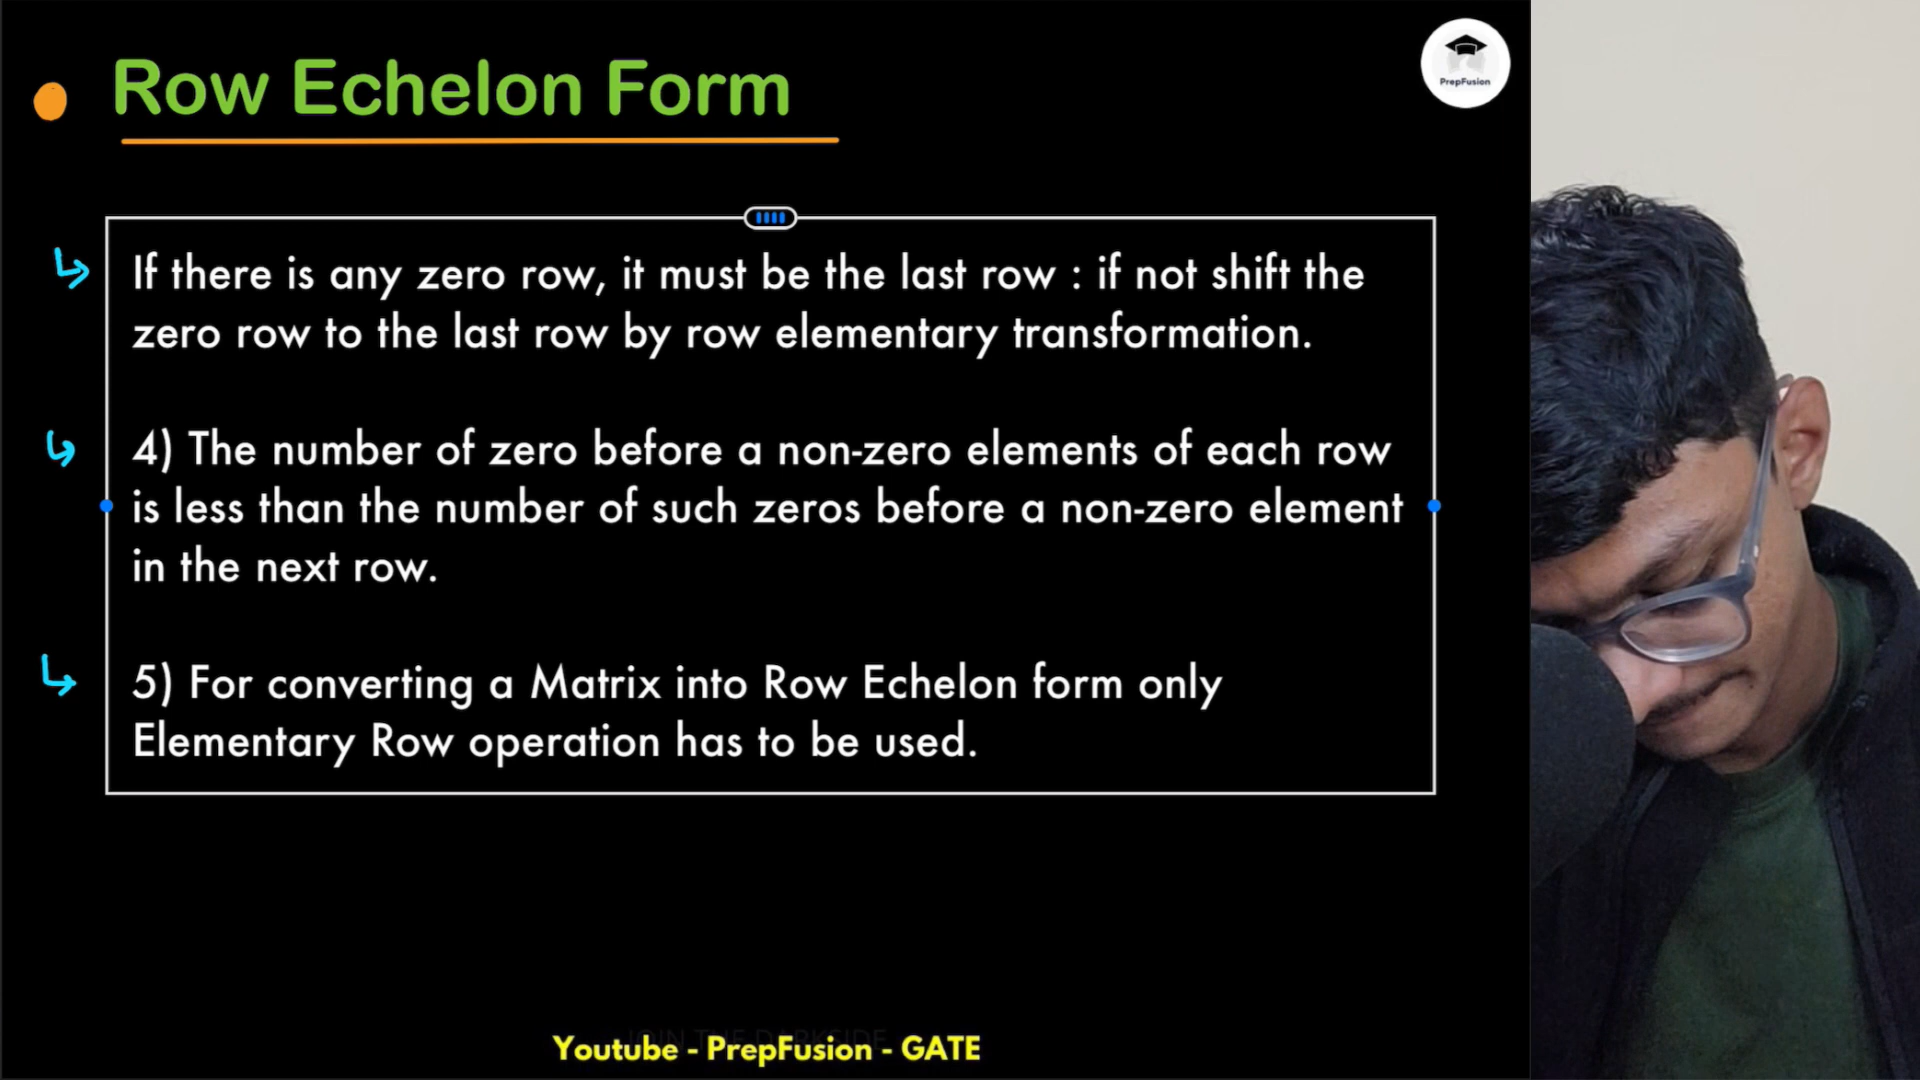 Row Echelon Form
PrepFusion
If there is any zero row, it must be the last row : if not shift the
zero row to the last row by row elementary transformation.
4) The number of zero before a non-zero elements of each row
is less than the number of such zeros before a non-zero element
in the next row.
5) For converting a Matrix into Row Echelon form only
Elementary Row operation has to be used.
JOIN THE DARKSIDE
Youtube - PrepFusion - GATE